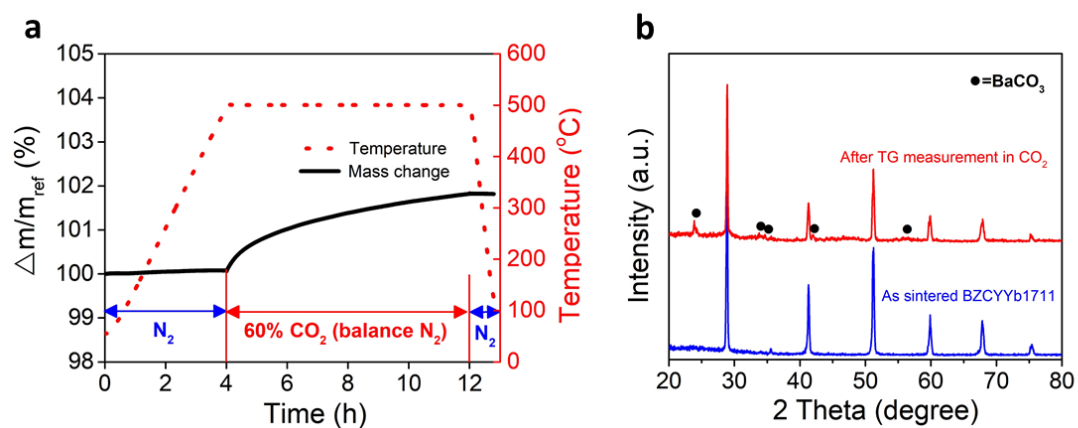 a
105
104
103
102
101
100
99
98
△m/m_ref (%)
0
2
4
6
8
10
12
Time (h)
600
500
400
300
200
100
0
Temperature (°C)
Temperature
Mass change
N₂
60% CO₂ (balance N₂)
N₂
b
●=BaCO₃
After TG measurement in CO₂
As sintered BZCYYb1711
Intensity (a.u.)
20
30
40
50
60
70
80
2 Theta (degree)